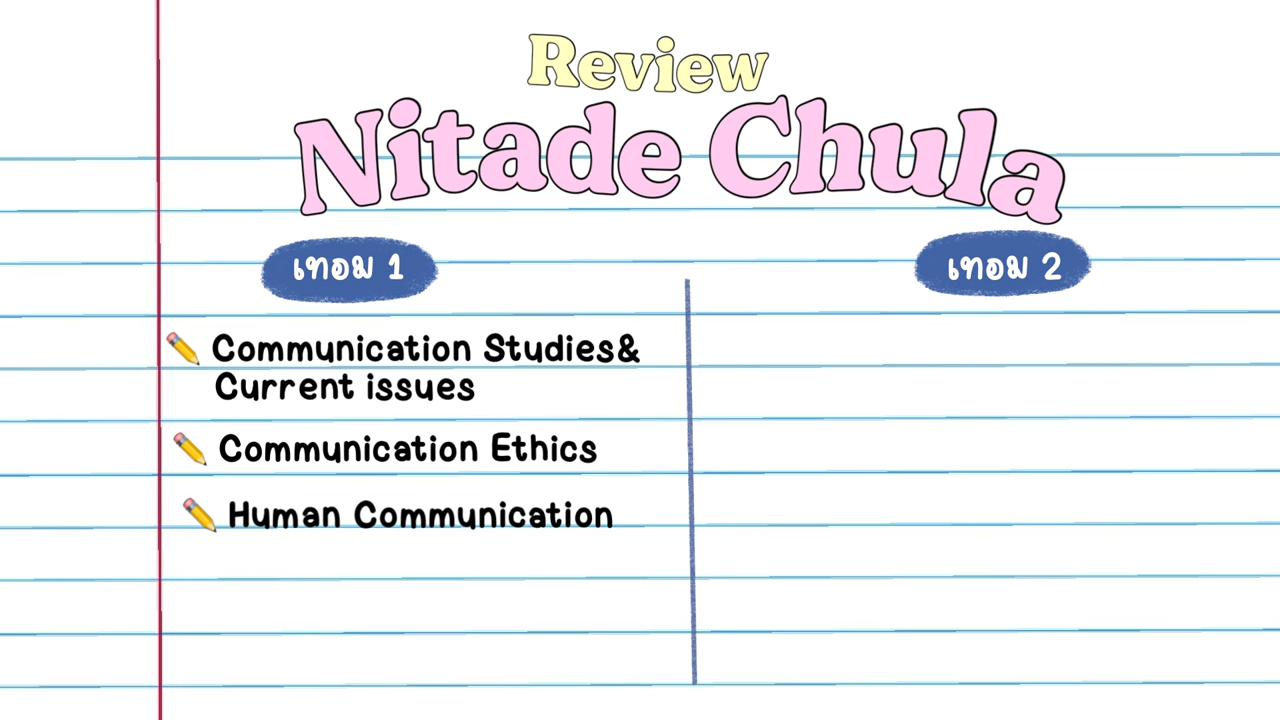 Review
Nitade Chula
เทอม 1
เทอม 2
Communication Studies&
Current issues
Communication Ethics
Human Communication